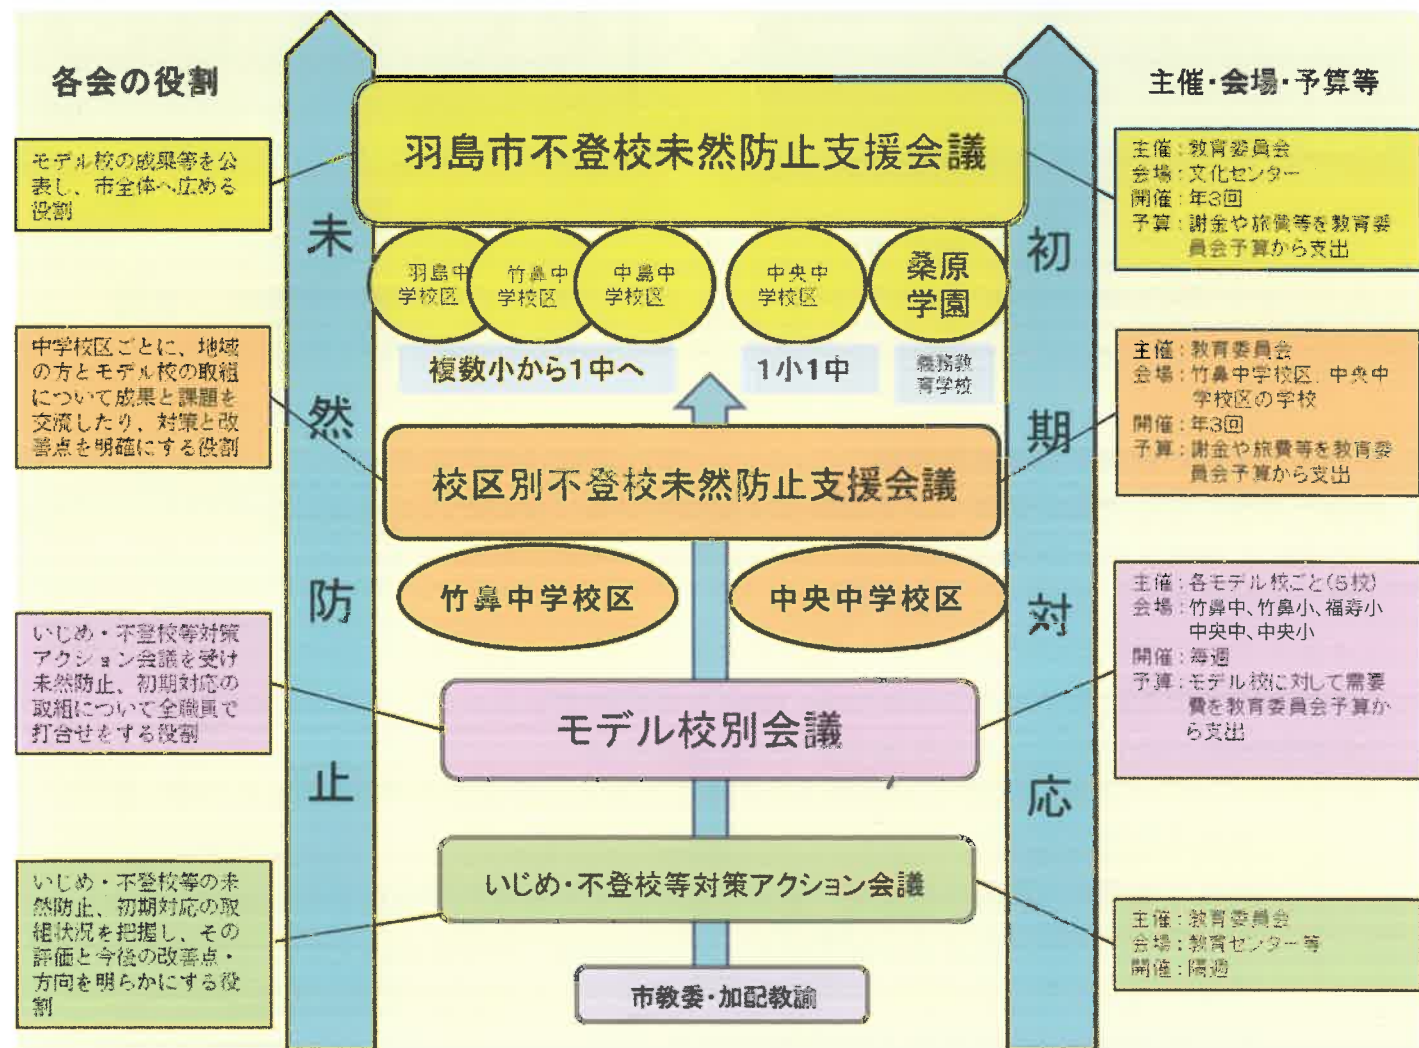 各会の役割
主催・会場・予算等
羽島市不登校未然防止支援会議
モデル校の成果等を公
表し、市全体へ広める
役割
主催：教育委員会
会場：文化センター
開催：年3回
予算：謝金や旅費等を教育委
員会予算から支出
未然防止
初期対応
羽島中
学校区
竹鼻中
学校区
中島中
学校区
中央中
学校区
桑原
学園
複数小から1中へ
1小1中
義務教
育学校
中学校区ごとに、地域
の方とモデル校の取組
について成果と課題を
交流したり、対策と改
善点を明確にする役割
校区別不登校未然防止支援会議
主催：教育委員会
会場：竹鼻中学校区、中央中
学校区の学校
開催：年3回
予算：謝金や旅費等を教育委
員会予算から支出
竹鼻中学校区
中央中学校区
いじめ・不登校等対策
アクション会議を受け
未然防止、初期対応の
取組について全職員で
打合せをする役割
モデル校別会議
主催：各モデル校ごと(5校)
会場：竹鼻中、竹鼻小、福寿小
中央中、中央小
開催：毎週
予算：モデル校に対して需要
費を教育委員会予算か
ら支出
いじめ・不登校等の未
然防止、初期対応の取
組状況を把握し、その
評価と今後の改善点・
方向を明らかにする役
割
いじめ・不登校等対策アクション会議
主催：教育委員会
会場：教育センター等
開催：隔週
市教委・加配教諭